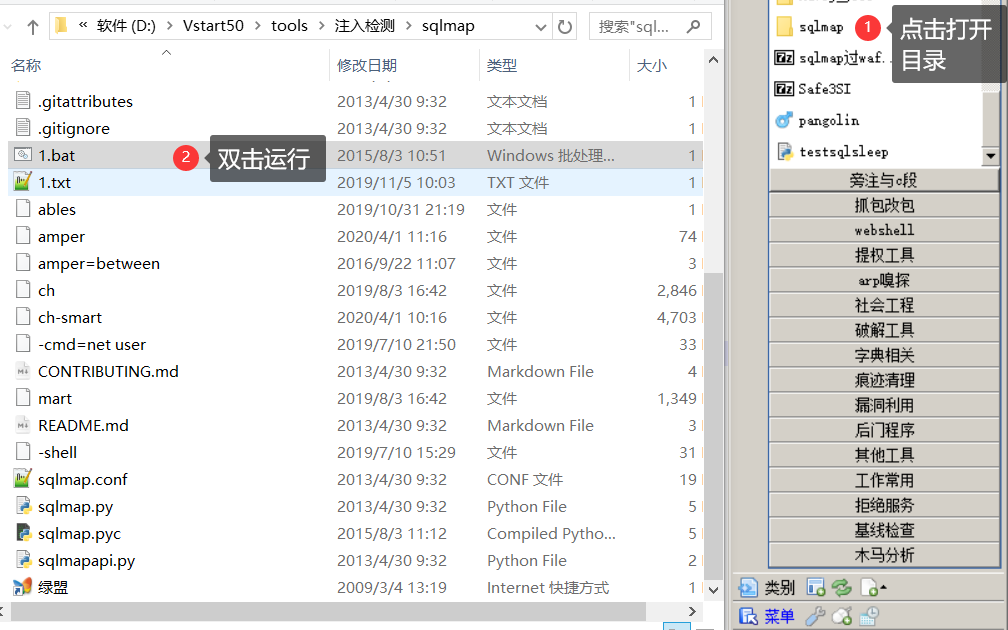 « 软件 (D:) > Vstart50 > tools > 注入检测 > sqlmap
搜索"sql...
名称 修改日期 类型 大小
.gitattributes 2013/4/30 9:32 文本文档 1
.gitignore 2013/4/30 9:32 文本文档 1
1.bat 2015/8/3 10:51 Windows 批处理... 1
2 双击运行
1.txt 2019/11/5 10:03 TXT 文件 1
ables 2019/10/31 21:19 文件 1
amper 2020/4/1 11:16 文件 74
amper=between 2016/9/22 11:07 文件 3
ch 2019/8/3 16:42 文件 2,846
ch-smart 2020/4/1 10:16 文件 4,703
-cmd=net user 2019/7/10 21:50 文件 33
CONTRIBUTING.md 2013/4/30 9:32 Markdown File 4
mart 2019/8/3 16:42 文件 1,349
README.md 2013/4/30 9:32 Markdown File 3
-shell 2019/7/10 15:29 文件 31
sqlmap.conf 2013/4/30 9:32 CONF 文件 19
sqlmap.py 2013/4/30 9:32 Python File 5
sqlmap.pyc 2015/8/3 11:12 Compiled Pytho... 5
sqlmapapi.py 2013/4/30 9:32 Python File 2
绿盟 2009/3/4 13:19 Internet 快捷方式 1
sqlmap
1 点击打开
目录
sqlmap过waf..
Safe3SI
pangolin
testsqlsleep
旁注与c段
抓包改包
webshell
提权工具
arp嗅探
社会工程
破解工具
字典相关
痕迹清理
漏洞利用
后门程序
其他工具
工作常用
拒绝服务
基线检查
木马分析
类别
菜单